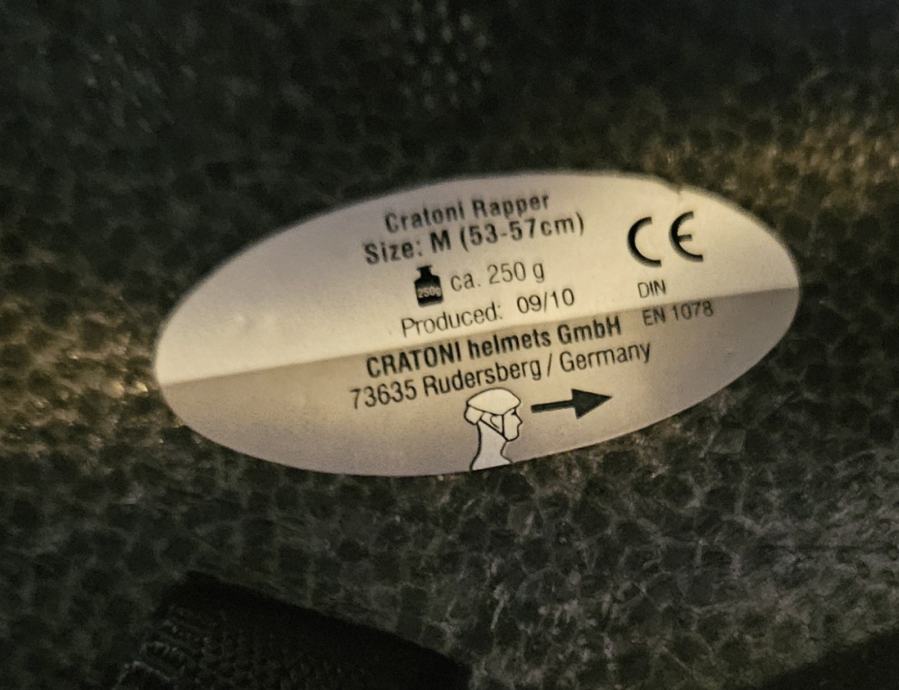 Cratoni Rapper
Size: M (53-57cm)
CE
250g ca. 250 g
Produced: 09/10
DIN
EN 1078
CRATONI helmets GmbH
73635 Rudersberg / Germany